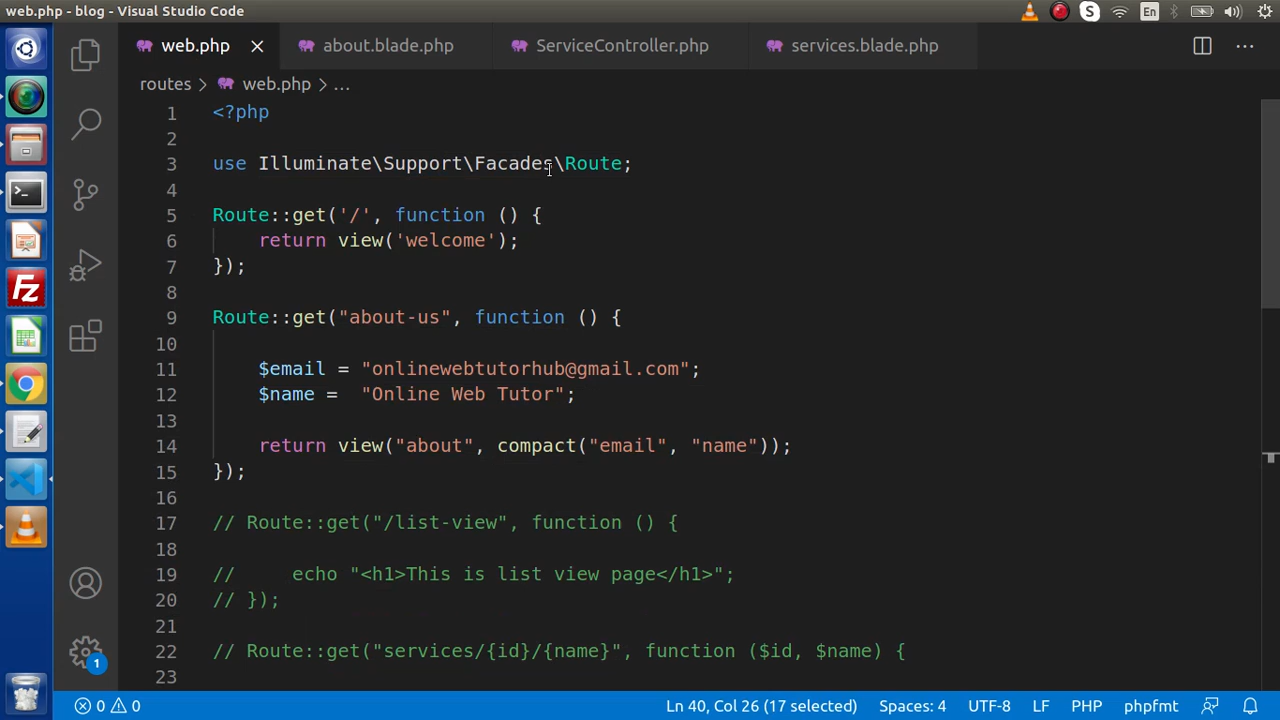 web.php - blog - Visual Studio Code
En
web.php about.blade.php ServiceController.php services.blade.php
routes > web.php > ...
1 <?php
2
3 use Illuminate\Support\Facades\Route;
4
5 Route::get('/', function () {
6     return view('welcome');
7 });
8
9 Route::get("about-us", function () {
10
11     $email = "onlinewebtutorhub@gmail.com";
12     $name =  "Online Web Tutor";
13
14     return view("about", compact("email", "name"));
15 });
16
17 // Route::get("/list-view", function () {
18
19 //     echo "<h1>This is list view page</h1>";
20 // });
21
22 // Route::get("services/{id}/{name}", function ($id, $name) {
23
1
0 0 Ln 40, Col 26 (17 selected) Spaces: 4 UTF-8 LF PHP phpfmt